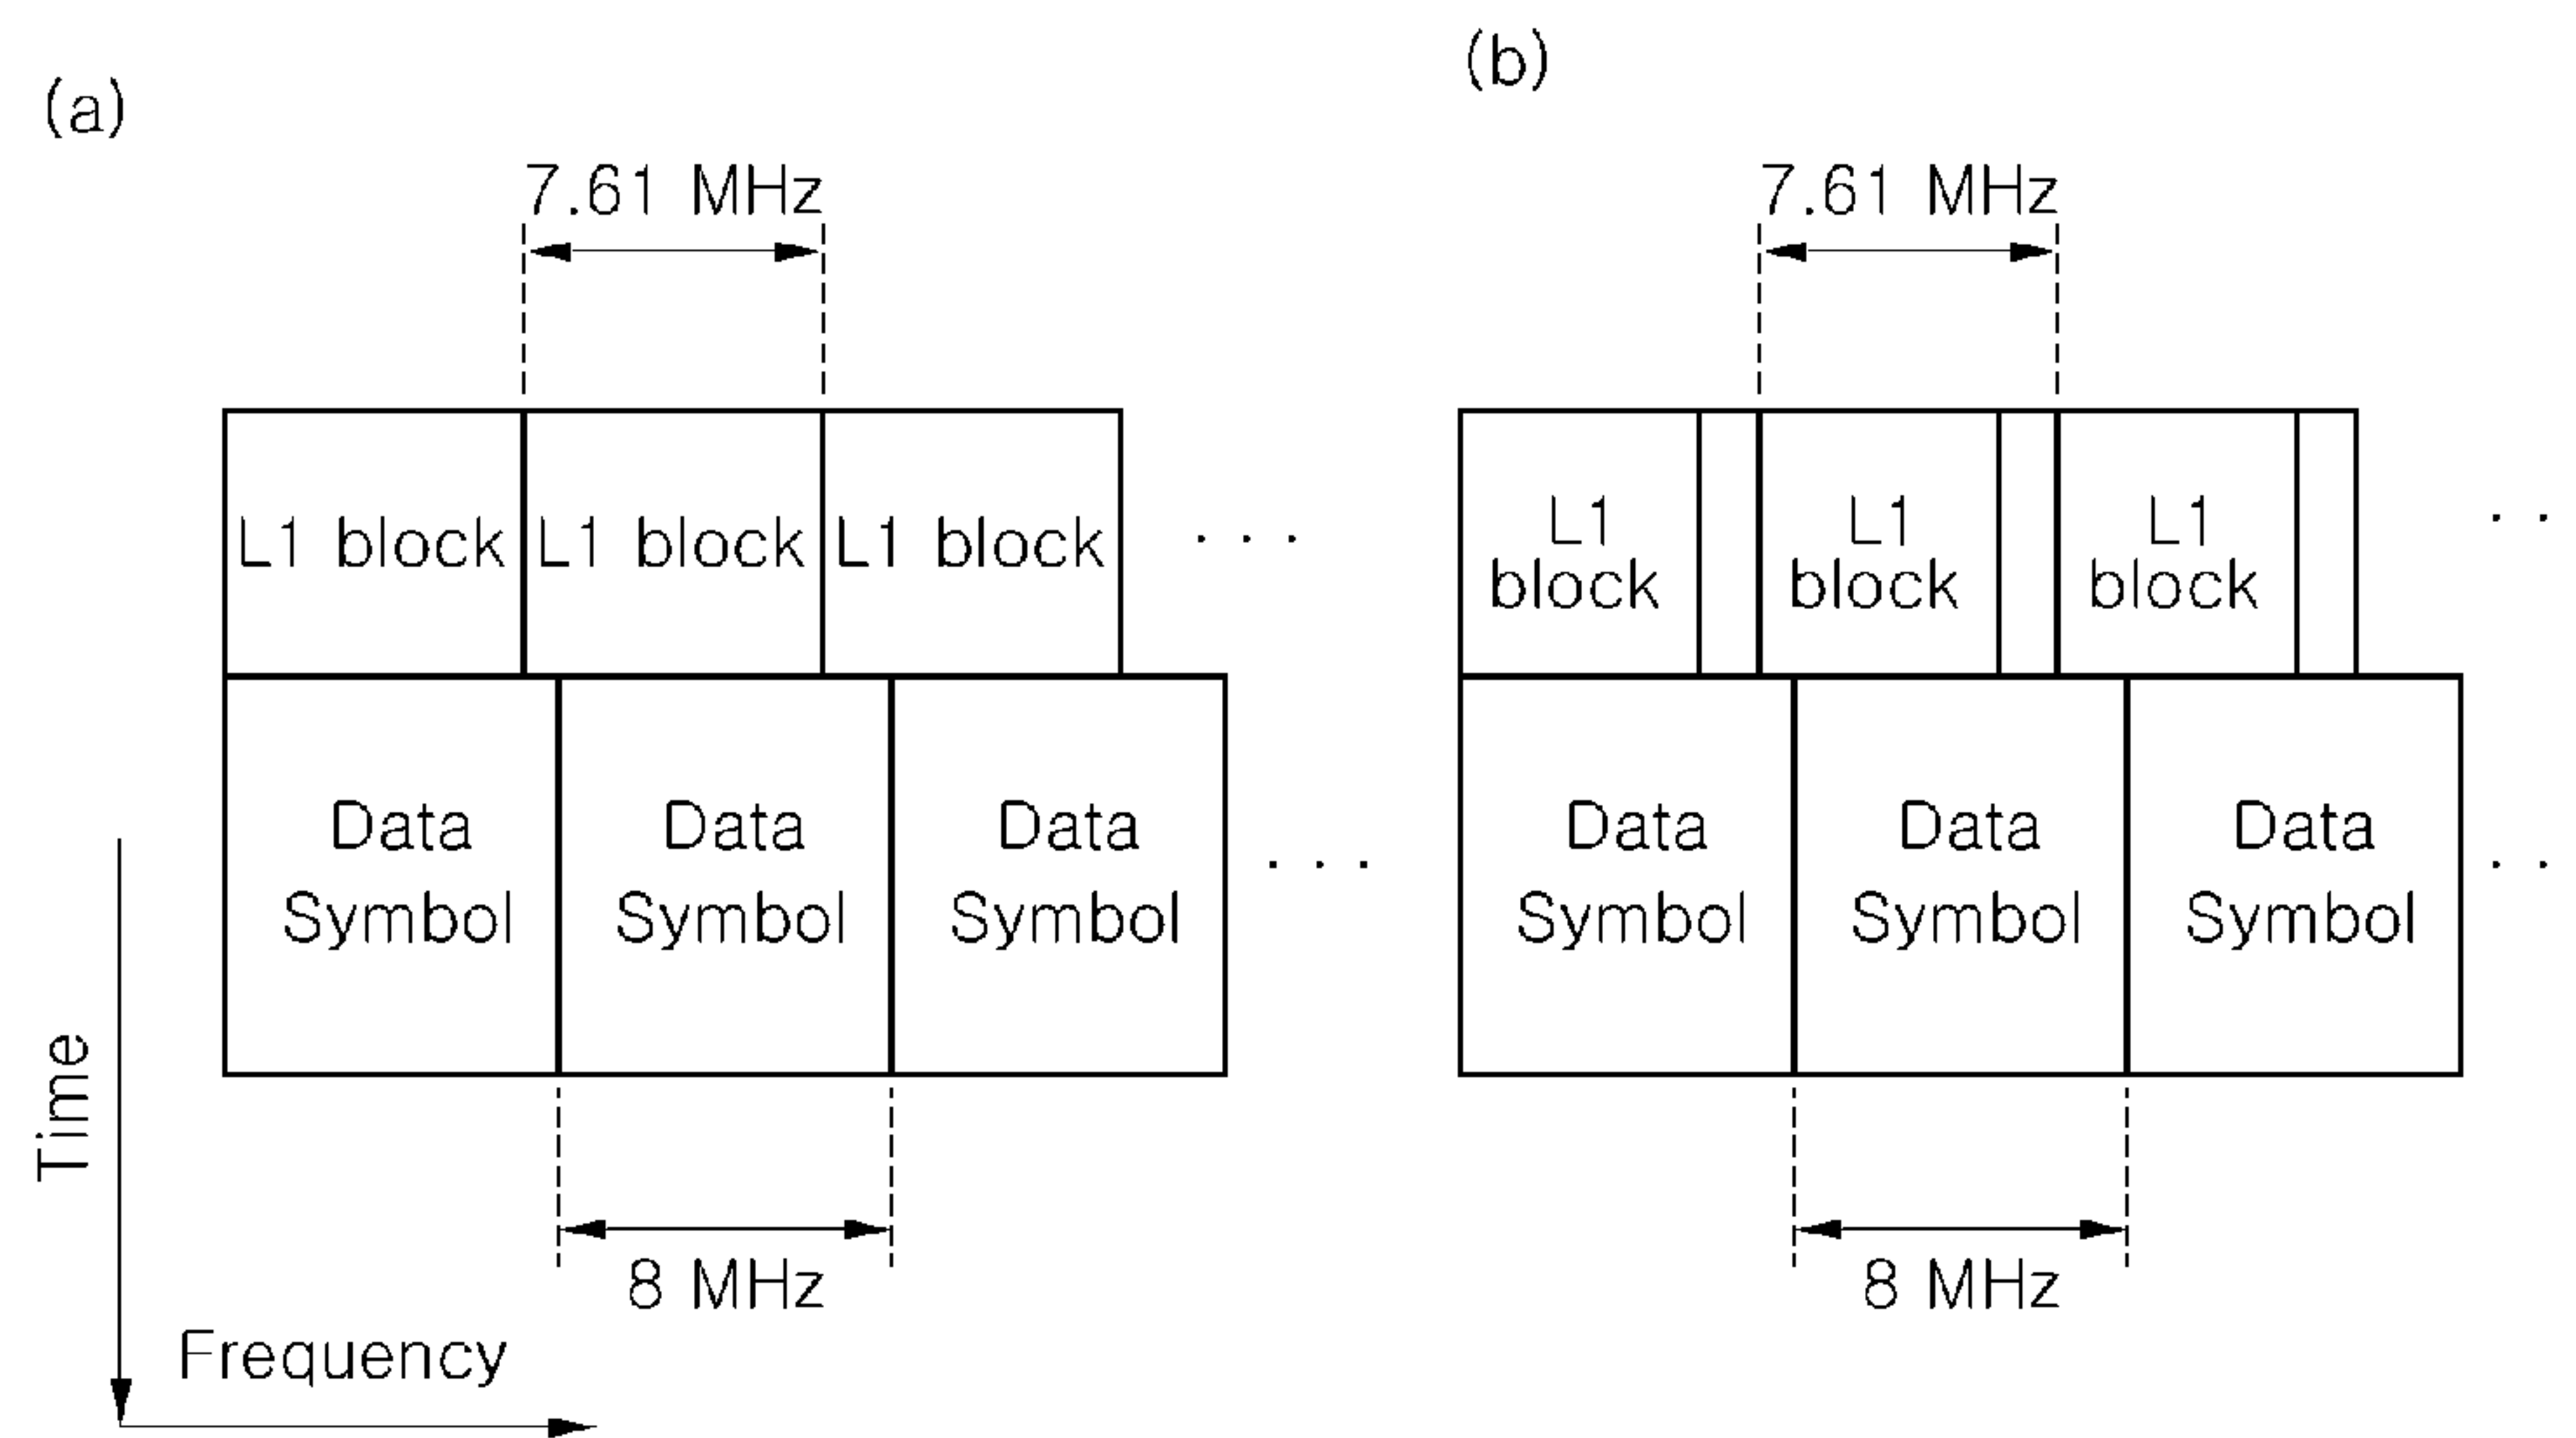 (a)
7.61 MHz
L1 block L1 block L1 block . . .
Data Symbol
Data Symbol
Data Symbol
. . .
8 MHz
Time
Frequency
(b)
7.61 MHz
L1
block
L1
block
L1
block
. .
Data
Symbol
Data
Symbol
Data
Symbol
. .
8 MHz